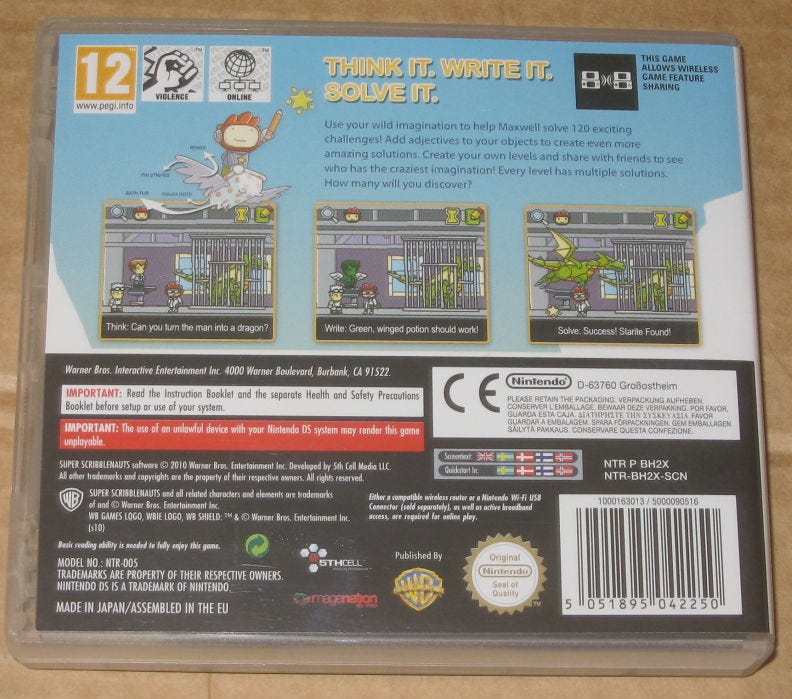 12
www.pegi.info
VIOLENCE
ONLINE
THINK IT. WRITE IT.
SOLVE IT.
THIS GAME
ALLOWS WIRELESS
GAME FEATURE
SHARING
Use your wild imagination to help Maxwell solve 120 exciting
challenges! Add adjectives to your objects to create even more
amazing solutions. Create your own levels and share with friends to see
who has the craziest imagination! Every level has multiple solutions.
How many will you discover?
WINGS
PIN STRIPES
BATH TUB
POLKA DOTS
Think: Can you turn the man into a dragon?
Write: Green, winged potion should work!
Solve: Success! Starite Found!
Warner Bros. Interactive Entertainment Inc. 4000 Warner Boulevard, Burbank, CA 91522.
IMPORTANT: Read the Instruction Booklet and the separate Health and Safety Precautions
Booklet before setup or use of your system.
IMPORTANT: The use of an unlawful device with your Nintendo DS system may render this game
unplayable.
CE
Nintendo D-63760 Großostheim
PLEASE RETAIN THE PACKAGING. VERPACKUNG AUFHEBEN.
CONSERVER L'EMBALLAGE. BEWAAR DEZE VERPAKKING. POR FAVOR,
GUARDA ESTA CAJA. ΔΙΑΤΗΡΗΣΤΕ ΤΗΝ ΣΥΣΚΕΥΑΣΙΑ. FAVOR
GUARDAR A EMBALAGEM. SPARA FÖRPACKNINGEN. GEM EMBALLAGEN.
SÄILYTÄ PAKKAUS. CONSERVARE QUESTA CONFEZIONE.
SUPER SCRIBBLENAUTS software © 2010 Warner Bros. Entertainment Inc. Developed by 5th Cell Media LLC.
All other trademarks and copyrights are the property of their respective owners. All rights reserved.
Screentext:
Quickstart In:
NTR P BH2X
NTR-BH2X-SCN
WB
SUPER SCRIBBLENAUTS and all related characters and elements are trademarks
of and © Warner Bros. Entertainment Inc.
WB GAMES LOGO, WBIE LOGO, WB SHIELD: ™ & © Warner Bros. Entertainment Inc.
(s10)
Either a compatible wireless router or a Nintendo Wi-Fi USB
Connector (sold separately), as well as active broadband
access, are required for online play.
1000163013 / 5000090516
Basic reading ability is needed to fully enjoy this game.
MODEL NO.: NTR-005
TRADEMARKS ARE PROPERTY OF THEIR RESPECTIVE OWNERS.
NINTENDO DS IS A TRADEMARK OF NINTENDO.
MADE IN JAPAN/ASSEMBLED IN THE EU
5TH CELL
imagenation
Published By
Original
Nintendo
Seal of
Quality
TM
5 051895 042250